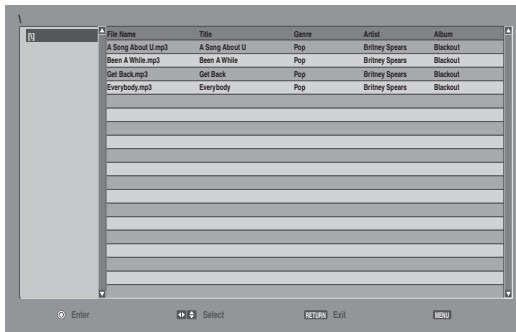 \
[\]
File Name Title Genre Artist Album
A Song About U.mp3 A Song About U Pop Britney Spears Blackout
Been A While.mp3 Been A While Pop Britney Spears Blackout
Get Back.mp3 Get Back Pop Britney Spears Blackout
Everybody.mp3 Everybody Pop Britney Spears Blackout
Enter Select RETURN Exit MENU